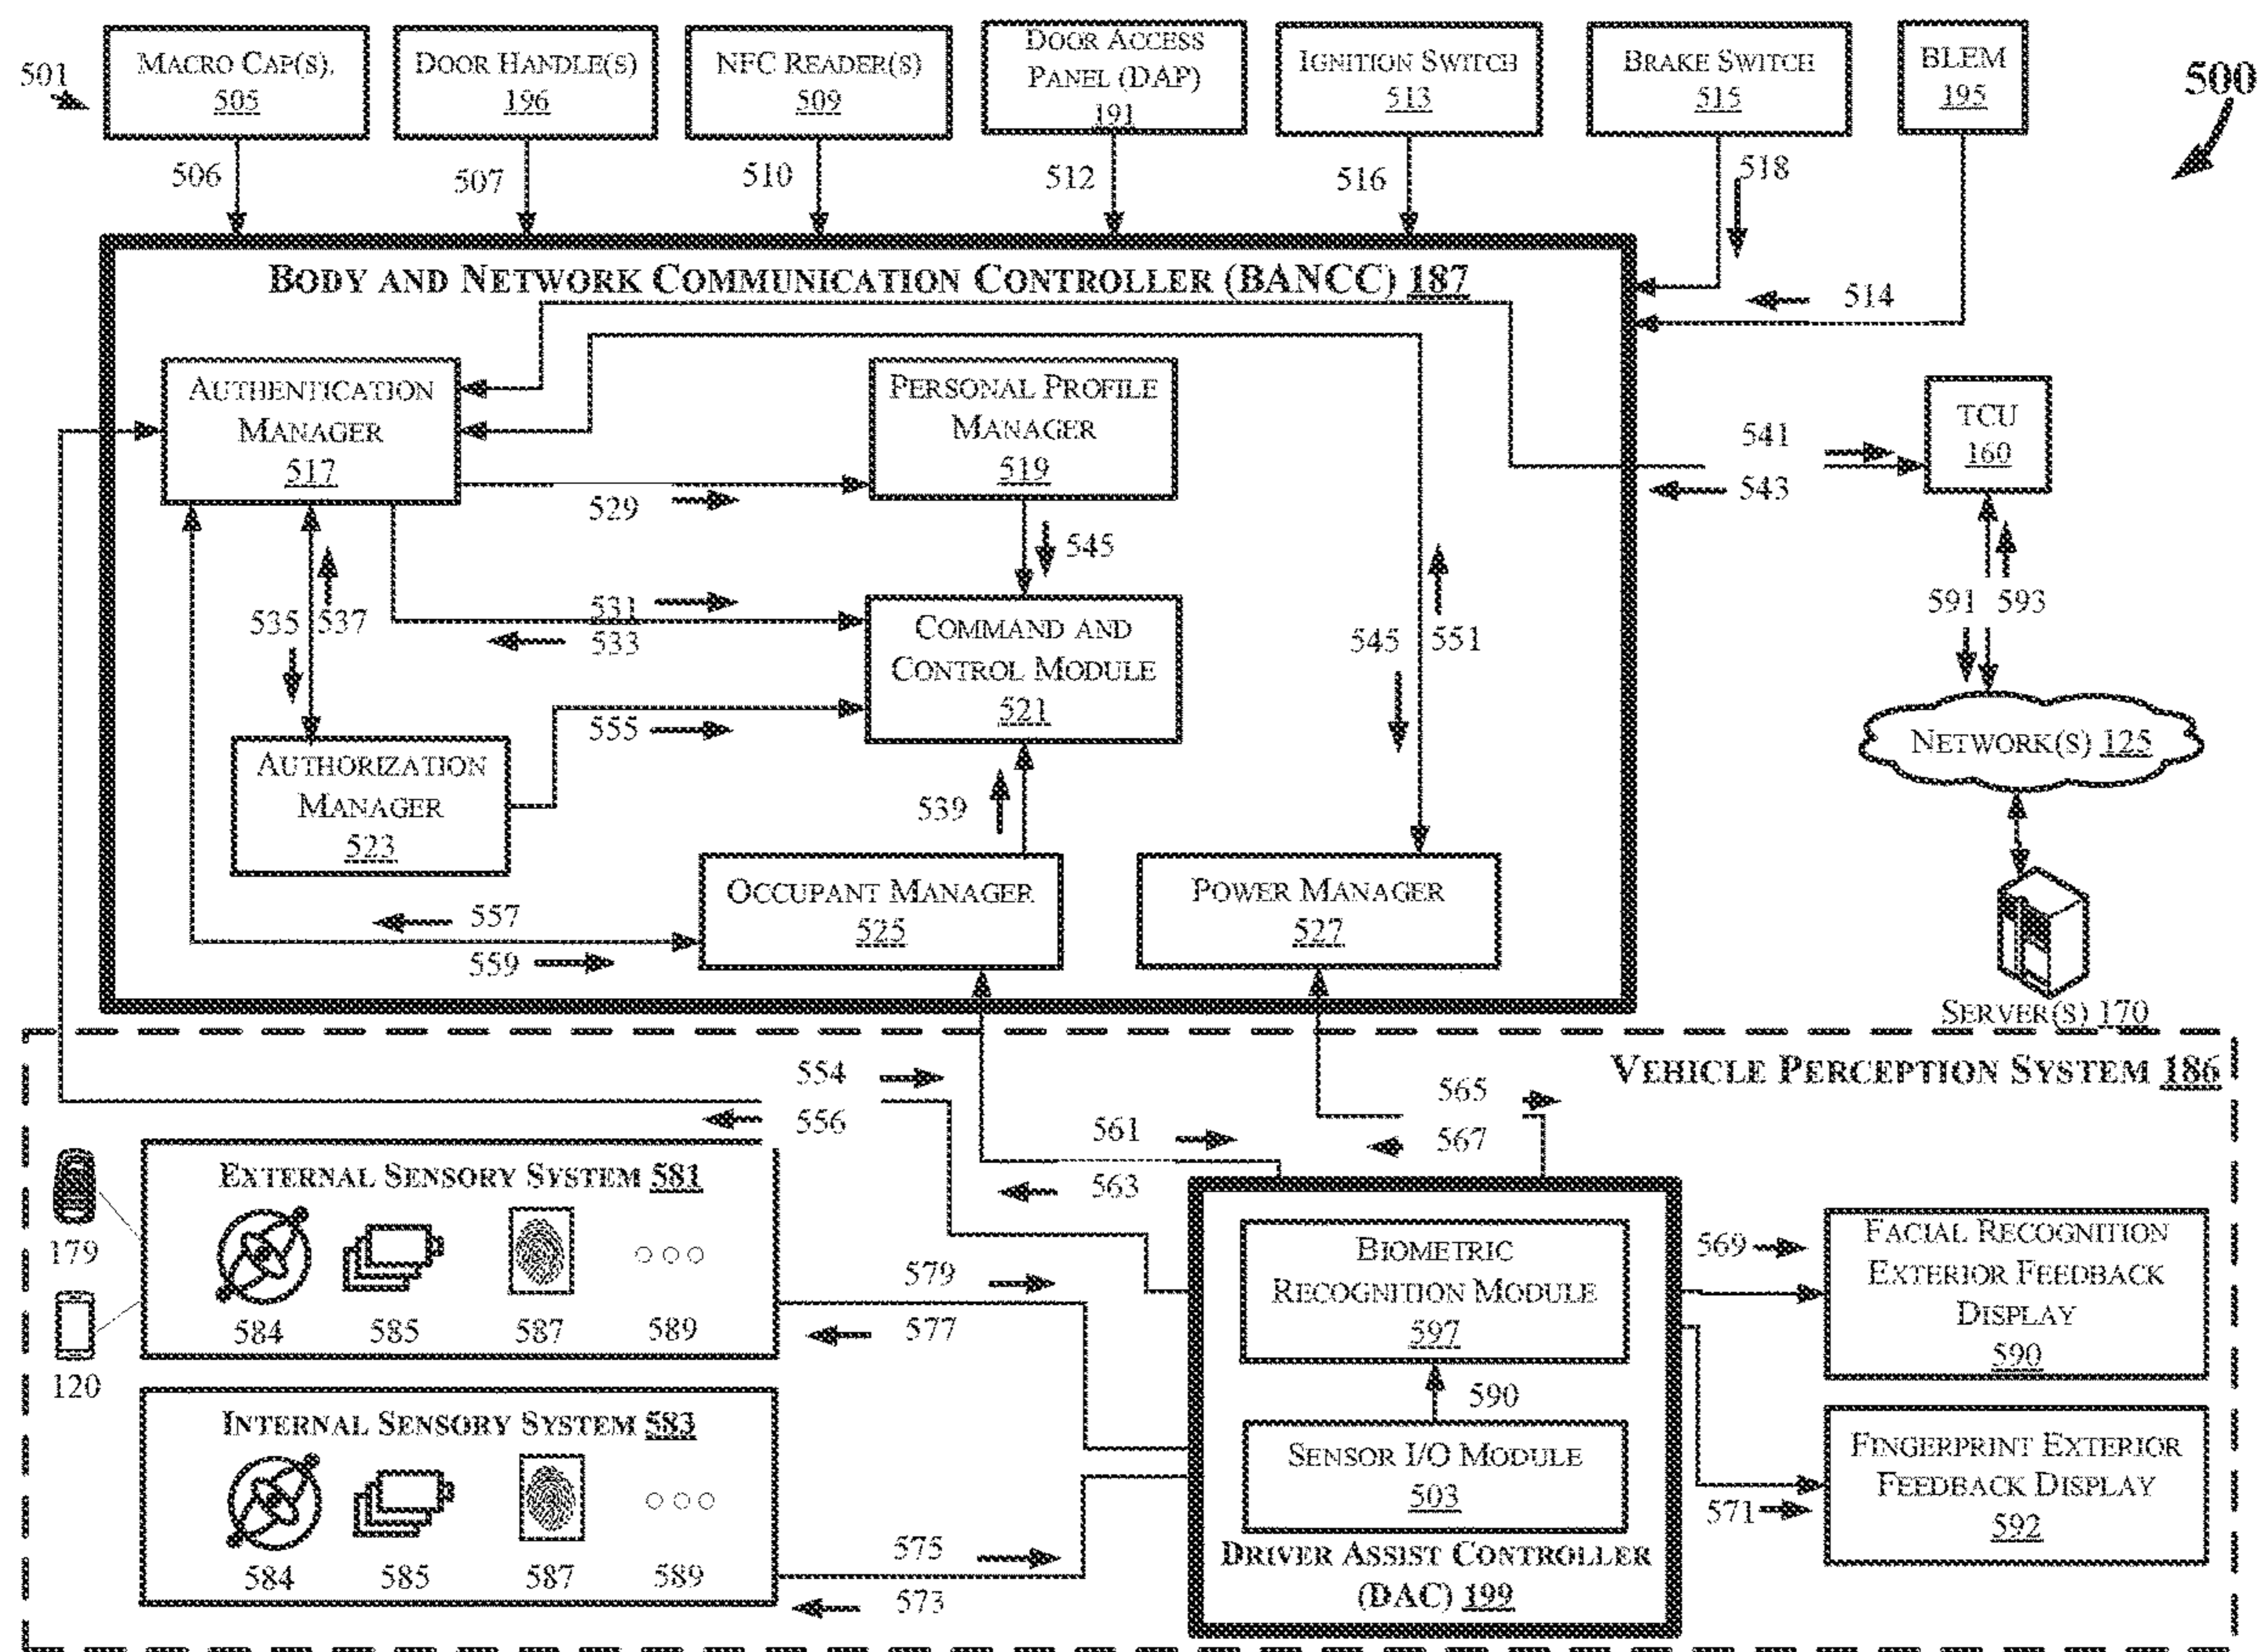 501
MACRO CAP(S).
505
DOOR HANDLE(S)
196
NFC READER(S)
509
DOOR ACCESS
PANEL (DAP)
191
IGNITION SWITCH
513
BRAKE SWITCH
515
BLEM
195
500
506
507
510
512
516
518
514
BODY AND NETWORK COMMUNICATION CONTROLLER (BANCC) 187
AUTHENTICATION
MANAGER
517
PERSONAL PROFILE
MANAGER
519
TCU
160
541
543
529
545
591
593
535
537
531
533
COMMAND AND
CONTROL MODULE
521
545
551
555
AUTHORIZATION
MANAGER
523
539
NETWORK(S) 125
OCCUPANT MANAGER
525
POWER MANAGER
527
557
559
SERVER(S) 170
VEHICLE PERCEPTION SYSTEM 186
554
556
565
567
561
563
EXTERNAL SENSORY SYSTEM 581
179
120
584
585
587
589
579
577
BIOMETRIC
RECOGNITION MODULE
597
590
SENSOR I/O MODULE
503
DRIVER ASSIST CONTROLLER
(DAC) 199
569
FACIAL RECOGNITION
EXTERIOR FEEDBACK
DISPLAY
590
571
FINGERPRINT EXTERIOR
FEEDBACK DISPLAY
592
INTERNAL SENSORY SYSTEM 583
584
585
587
589
575
573